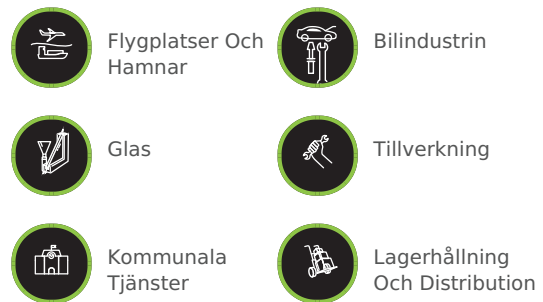 Flygplatser Och
Hamnar
Bilindustrin
Glas
Tillverkning
Kommunala
Tjänster
Lagerhållning
Och Distribution